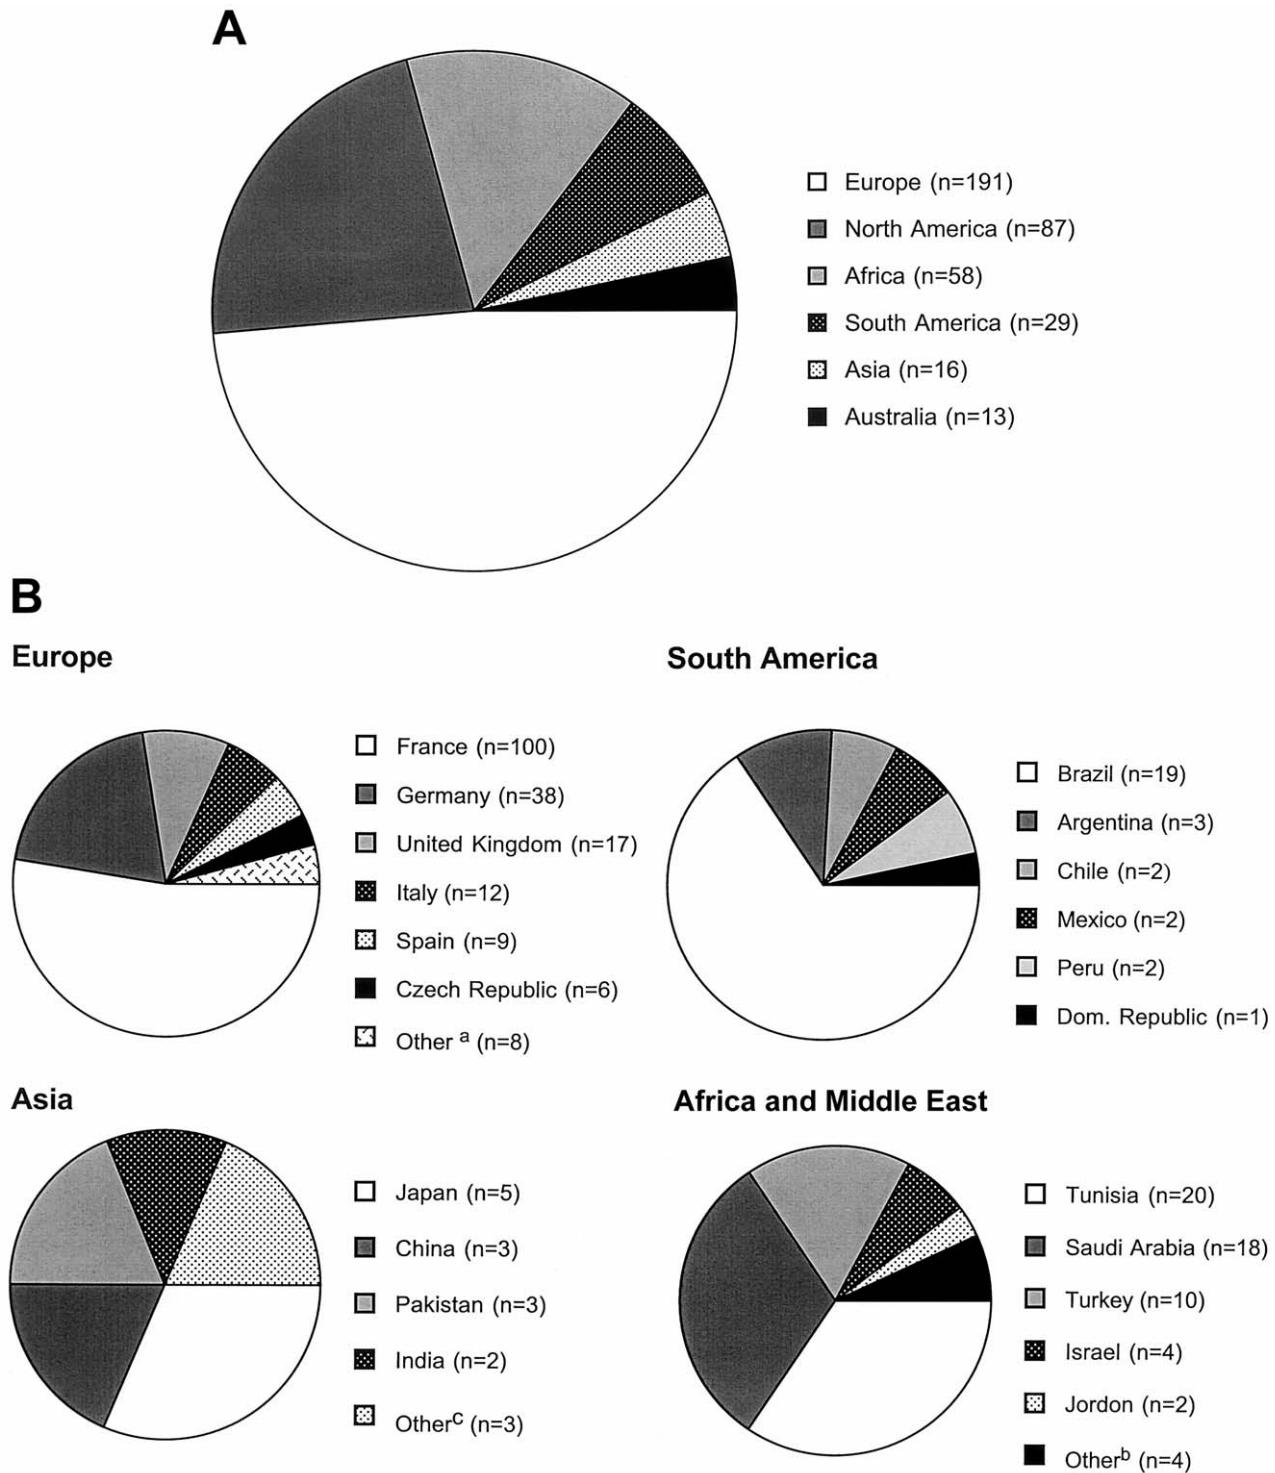 A
Europe (n=191)
North America (n=87)
Africa (n=58)
South America (n=29)
Asia (n=16)
Australia (n=13)
B
Europe
France (n=100)
Germany (n=38)
United Kingdom (n=17)
Italy (n=12)
Spain (n=9)
Czech Republic (n=6)
Other a (n=8)
South America
Brazil (n=19)
Argentina (n=3)
Chile (n=2)
Mexico (n=2)
Peru (n=2)
Dom. Republic (n=1)
Asia
Japan (n=5)
China (n=3)
Pakistan (n=3)
India (n=2)
Otherc (n=3)
Africa and Middle East
Tunisia (n=20)
Saudi Arabia (n=18)
Turkey (n=10)
Israel (n=4)
Jordon (n=2)
Otherb (n=4)